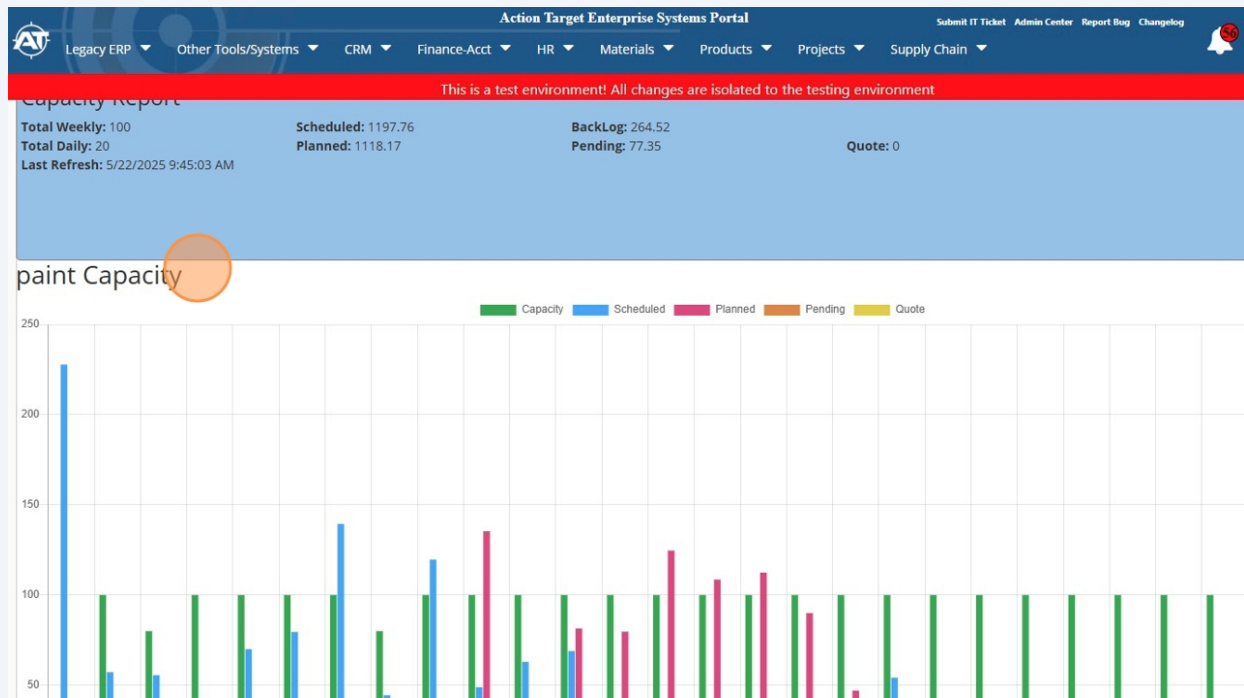 Action Target Enterprise Systems Portal
Submit IT Ticket Admin Center Report Bug Changelog
56
AT
Legacy ERP Other Tools/Systems CRM Finance-Acct HR Materials Products Projects Supply Chain
This is a test environment! All changes are isolated to the testing environment
Capacity Report
Total Weekly: 100 Scheduled: 1197.76 BackLog: 264.52
Total Daily: 20 Planned: 1118.17 Pending: 77.35 Quote: 0
Last Refresh: 5/22/2025 9:45:03 AM
paint Capacity
Capacity Scheduled Planned Pending Quote
250
200
150
100
50